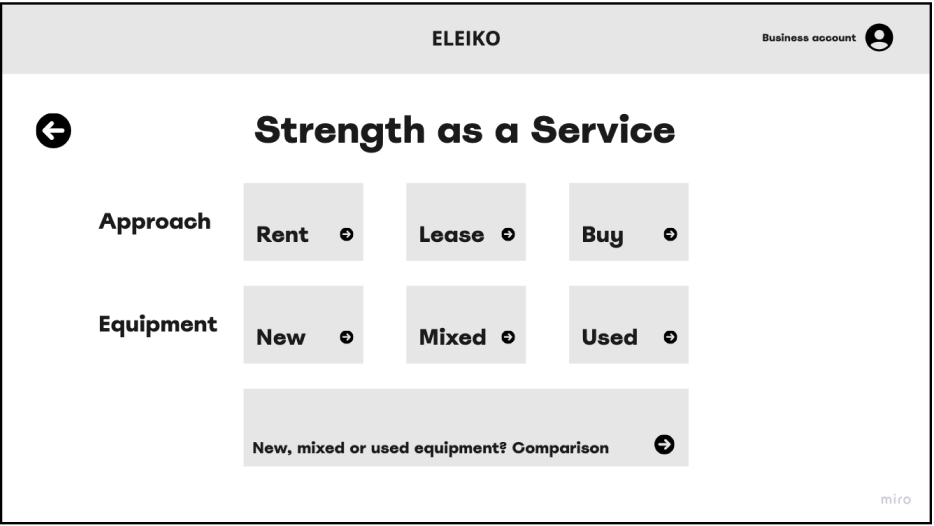 ELEIKO
Business account
Strength as a Service
Approach
Rent
Lease
Buy
Equipment
New
Mixed
Used
New, mixed or used equipment? Comparison
miro